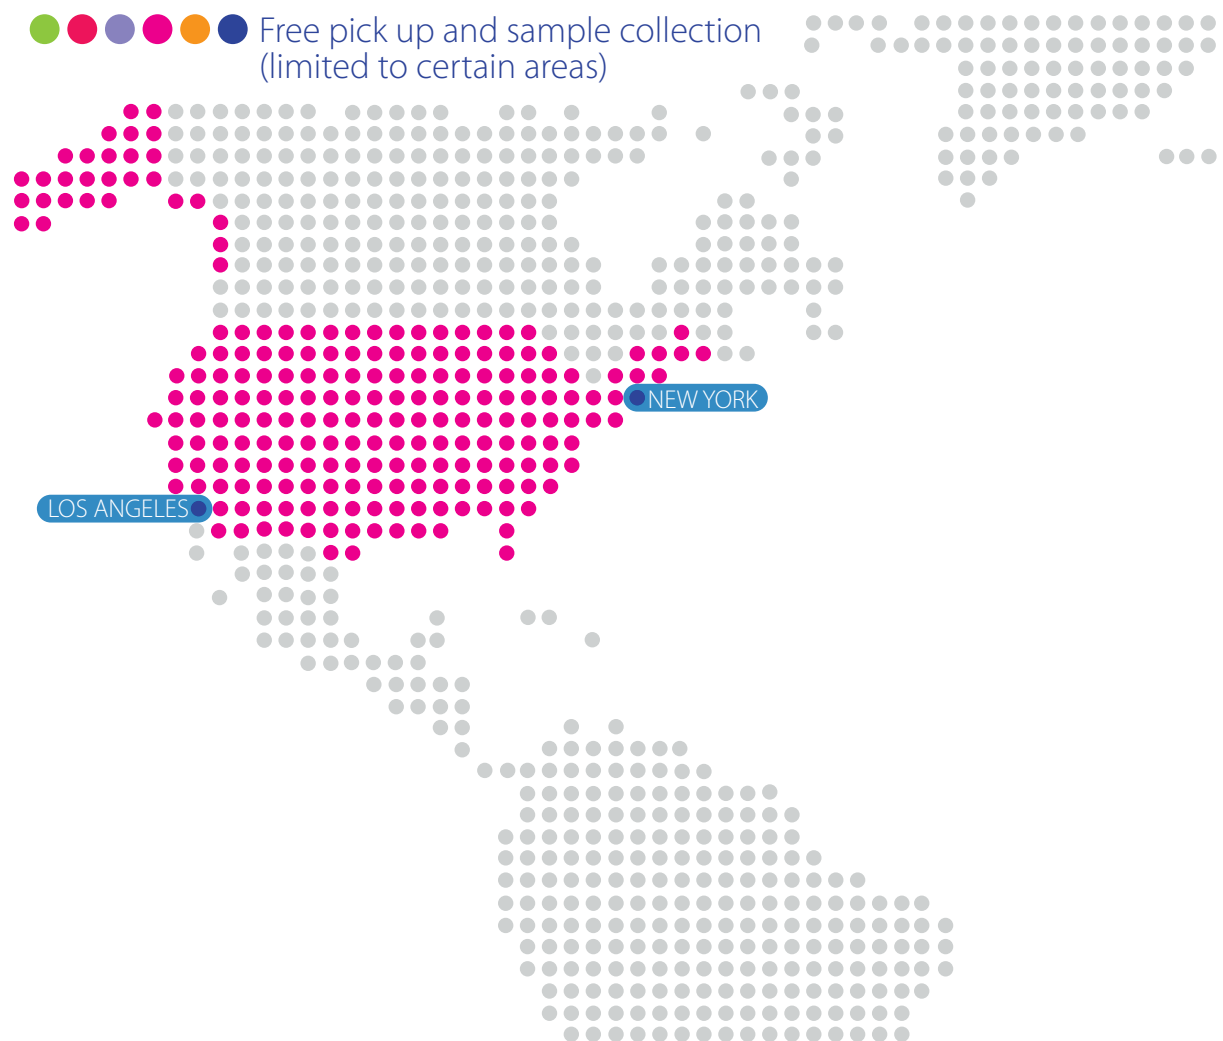 Free pick up and sample collection
(limited to certain areas)
NEW YORK
LOS ANGELES